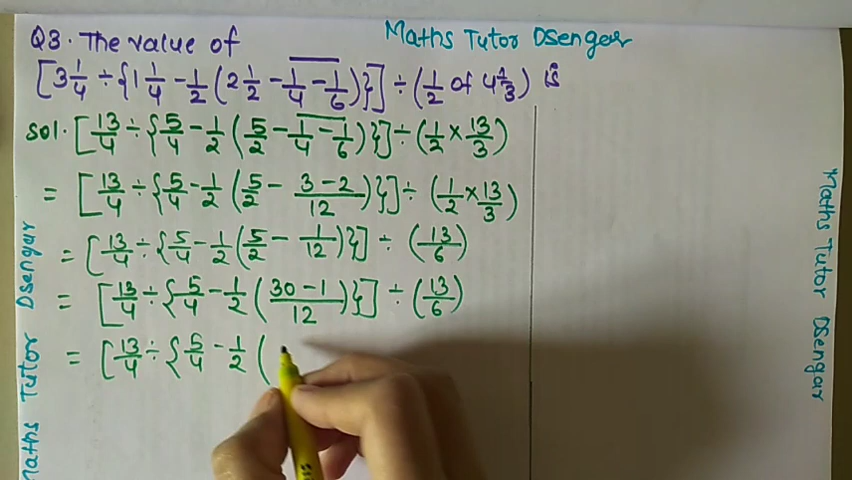 Maths Tutor Dsengar
Q3. The value of
[3 1/4 ÷ {1 1/4 - 1/2 (2 1/2 - 1/4 - 1/6)}] ÷ (1/2 of 4 1/3) is
Sol. [13/4 ÷ {5/4 - 1/2 (5/2 - 1/4 - 1/6)}] ÷ (1/2 × 13/3)
= [13/4 ÷ {5/4 - 1/2 (5/2 - 3-2/12)}] ÷ (1/2 × 13/3)
= [13/4 ÷ {5/4 - 1/2 (5/2 - 1/12)}] ÷ (13/6)
= [13/4 ÷ {5/4 - 1/2 (30-1/12)}] ÷ (13/6)
= [13/4 ÷ {5/4 - 1/2 (
Maths Tutor Dsengar
Maths Tutor Dsengar